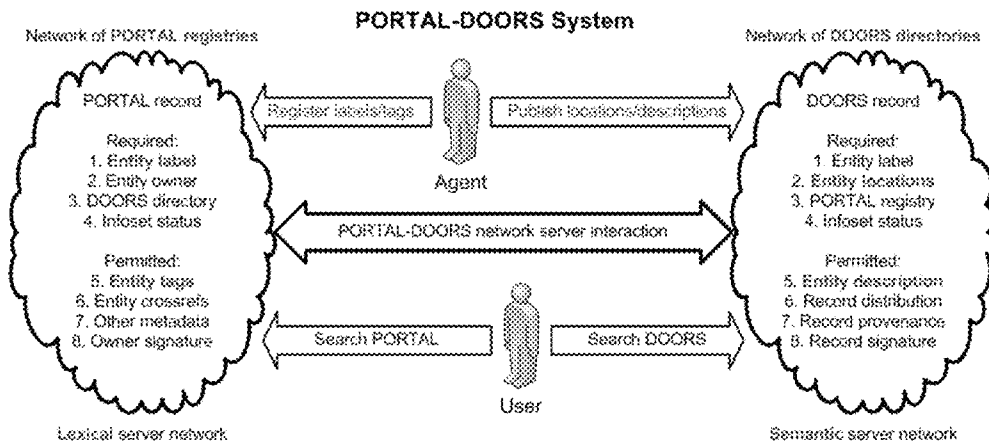 PORTAL-DOORS System
Network of PORTAL registries
PORTAL record
Required:
1. Entity label
2. Entity owner
3. DOORS directory
4. Infoset status
Permitted:
5. Entity tags
6. Entity crossrefs
7. Other metadata
8. Owner signature
Lexical server network
Register labels/tags
Publish locations/descriptions
Agent
PORTAL-DOORS network server interaction
Search PORTAL
Search DOORS
User
Network of DOORS directories
DOORS record
Required:
1. Entity label
2. Entity locations
3. PORTAL registry
4. Infoset status
Permitted:
5. Entity description
6. Record distribution
7. Record provenance
8. Record signature
Semantic server network